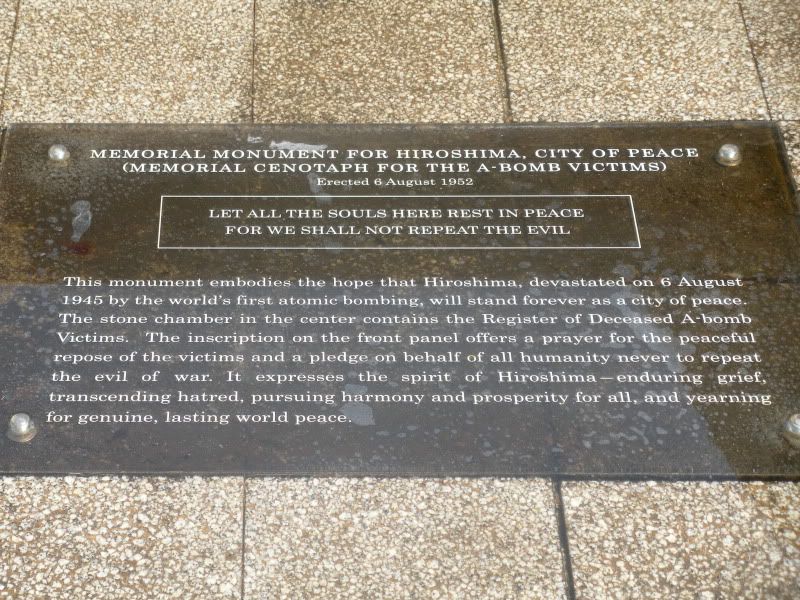 MEMORIAL MONUMENT FOR HIROSHIMA, CITY OF PEACE
(MEMORIAL CENOTAPH FOR THE A-BOMB VICTIMS)
Erected 6 August 1952
LET ALL THE SOULS HERE REST IN PEACE
FOR WE SHALL NOT REPEAT THE EVIL
This monument embodies the hope that Hiroshima, devastated on 6 August
1945 by the world's first atomic bombing, will stand forever as a city of peace.
The stone chamber in the center contains the Register of Deceased A-bomb
Victims. The inscription on the front panel offers a prayer for the peaceful
repose of the victims and a pledge on behalf of all humanity never to repeat
the evil of war. It expresses the spirit of Hiroshima — enduring grief,
transcending hatred, pursuing harmony and prosperity for all, and yearning
for genuine, lasting world peace.